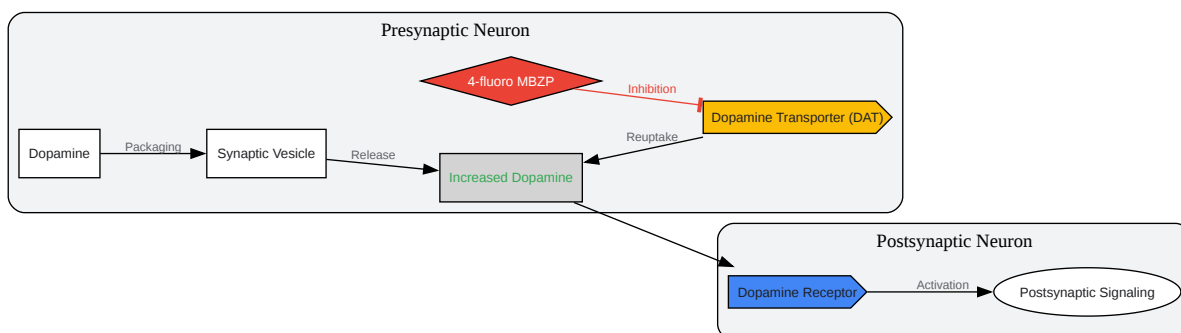 Presynaptic Neuron
4-fluoro MBZP
Inhibition
Dopamine Transporter (DAT)
Reuptake
Dopamine
Packaging
Synaptic Vesicle
Release
Increased Dopamine
Postsynaptic Neuron
Dopamine Receptor
Activation
Postsynaptic Signaling